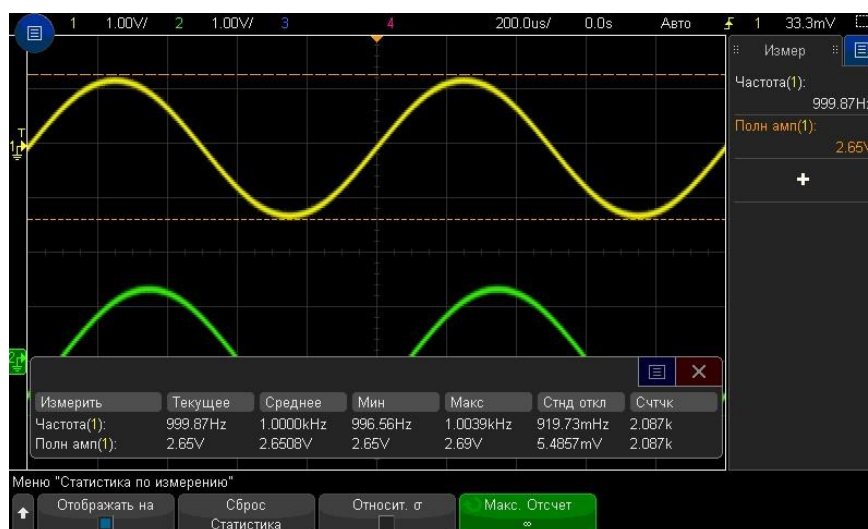 1 1.00V/ 2 1.00V/ 3 4 200.0us/ 0.0s Авто 1 33.3mV
Измер
Частота(1):
999.87Hz
Полн амп(1):
2.65V
T
1
2
Измерить Текущее Среднее Мин Макс Стнд откл Счтчк
Частота(1): 999.87Hz 1.0000kHz 996.56Hz 1.0039kHz 919.73mHz 2.087k
Полн амп(1): 2.65V 2.6508V 2.65V 2.69V 5.4857mV 2.087k
Меню "Статистика по измерению"
Отображать на Сброс Относит. σ Макс. Отсчет
Статистика ∞